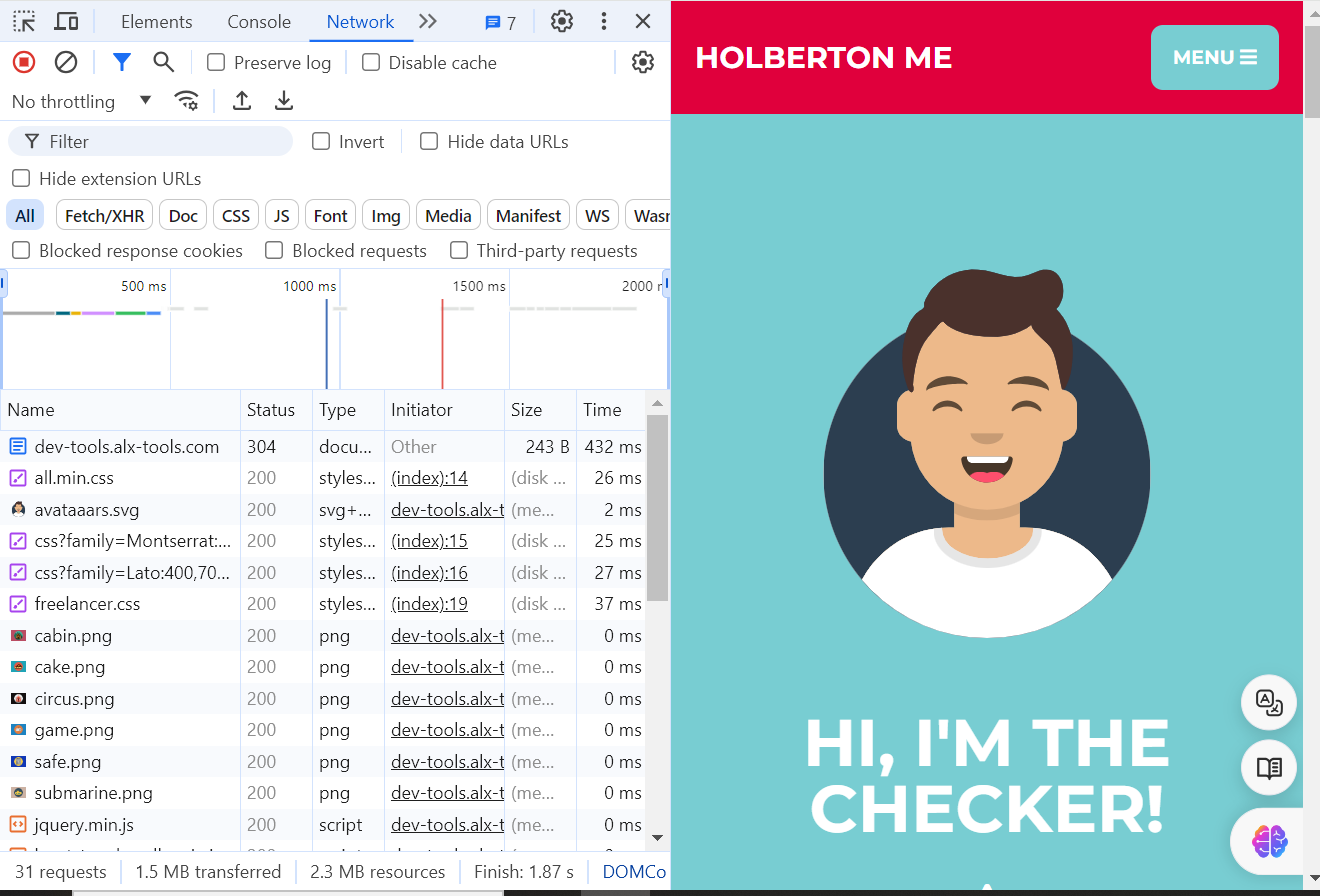 Elements Console Network 7
Preserve log Disable cache
No throttling
Filter Invert Hide data URLs
Hide extension URLs
All Fetch/XHR Doc CSS JS Font Img Media Manifest WS Wasm
Blocked response cookies Blocked requests Third-party requests
500 ms 1000 ms 1500 ms 2000 m
Name Status Type Initiator Size Time
dev-tools.alx-tools.com 304 docu... Other 243 B 432 ms
all.min.css 200 styles... (index):14 (disk ... 26 ms
avataaars.svg 200 svg+... dev-tools.alx-t (me... 2 ms
css?family=Montserrat:... 200 styles... (index):15 (disk ... 25 ms
css?family=Lato:400,70... 200 styles... (index):16 (disk ... 27 ms
freelancer.css 200 styles... (index):19 (disk ... 37 ms
cabin.png 200 png dev-tools.alx-t (me... 0 ms
cake.png 200 png dev-tools.alx-t (me... 0 ms
circus.png 200 png dev-tools.alx-t (me... 0 ms
game.png 200 png dev-tools.alx-t (me... 0 ms
safe.png 200 png dev-tools.alx-t (me... 0 ms
submarine.png 200 png dev-tools.alx-t (me... 0 ms
jquery.min.js 200 script dev-tools.alx-t (me... 0 ms
31 requests 1.5 MB transferred 2.3 MB resources Finish: 1.87 s DOMCo
HOLBERTON ME
MENU
HI, I'M THE
CHECKER!